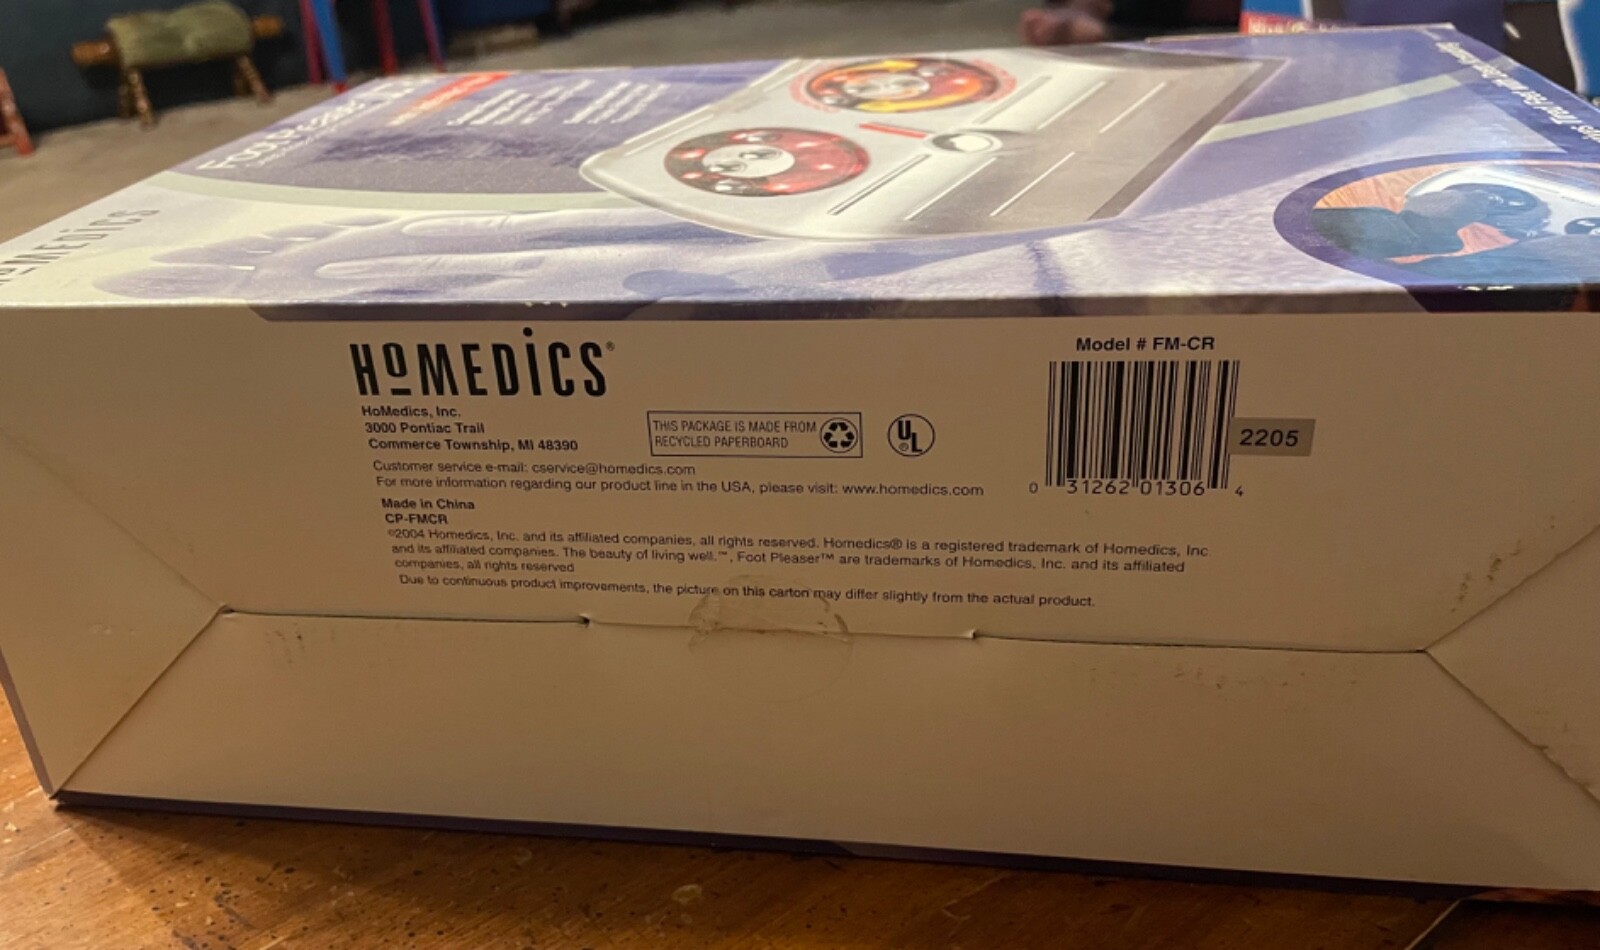 HOMEDICS
Foot Pleaser
HOMEDICS®
HoMedics, Inc.
3000 Pontiac Trail
Commerce Township, MI 48390
THIS PACKAGE IS MADE FROM
RECYCLED PAPERBOARD
UL
®
Customer service e-mail: cservice@homedics.com
For more information regarding our product line in the USA, please visit: www.homedics.com
Made in China
CP-FMCR
©2004 Homedics, Inc. and its affiliated companies, all rights reserved. Homedics® is a registered trademark of Homedics, Inc
and its affiliated companies. The beauty of living well.™, Foot Pleaser™ are trademarks of Homedics, Inc. and its affiliated
companies, all rights reserved
Due to continuous product improvements, the picture on this carton may differ slightly from the actual product.
Model # FM-CR
0 31262 01306 4
2205